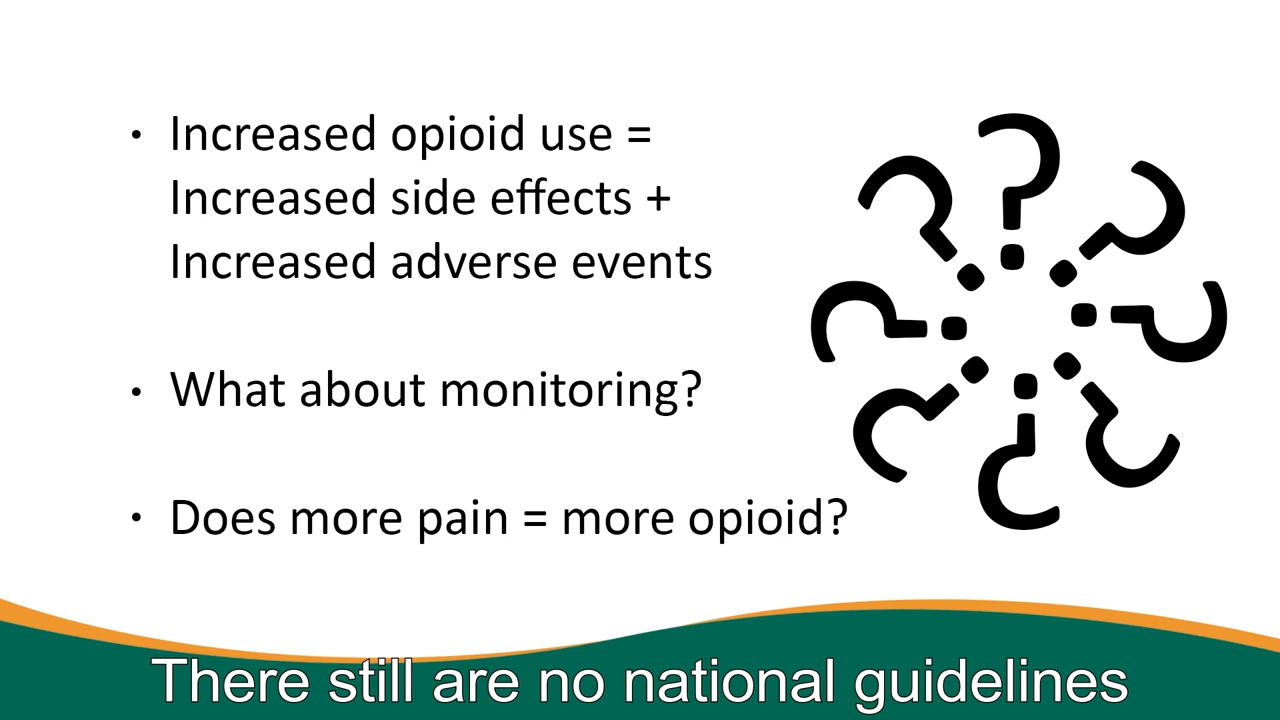 • Increased opioid use =
Increased side effects +
Increased adverse events
• What about monitoring?
• Does more pain = more opioid?
? ? ? ? ? ? ? ?
There still are no national guidelines